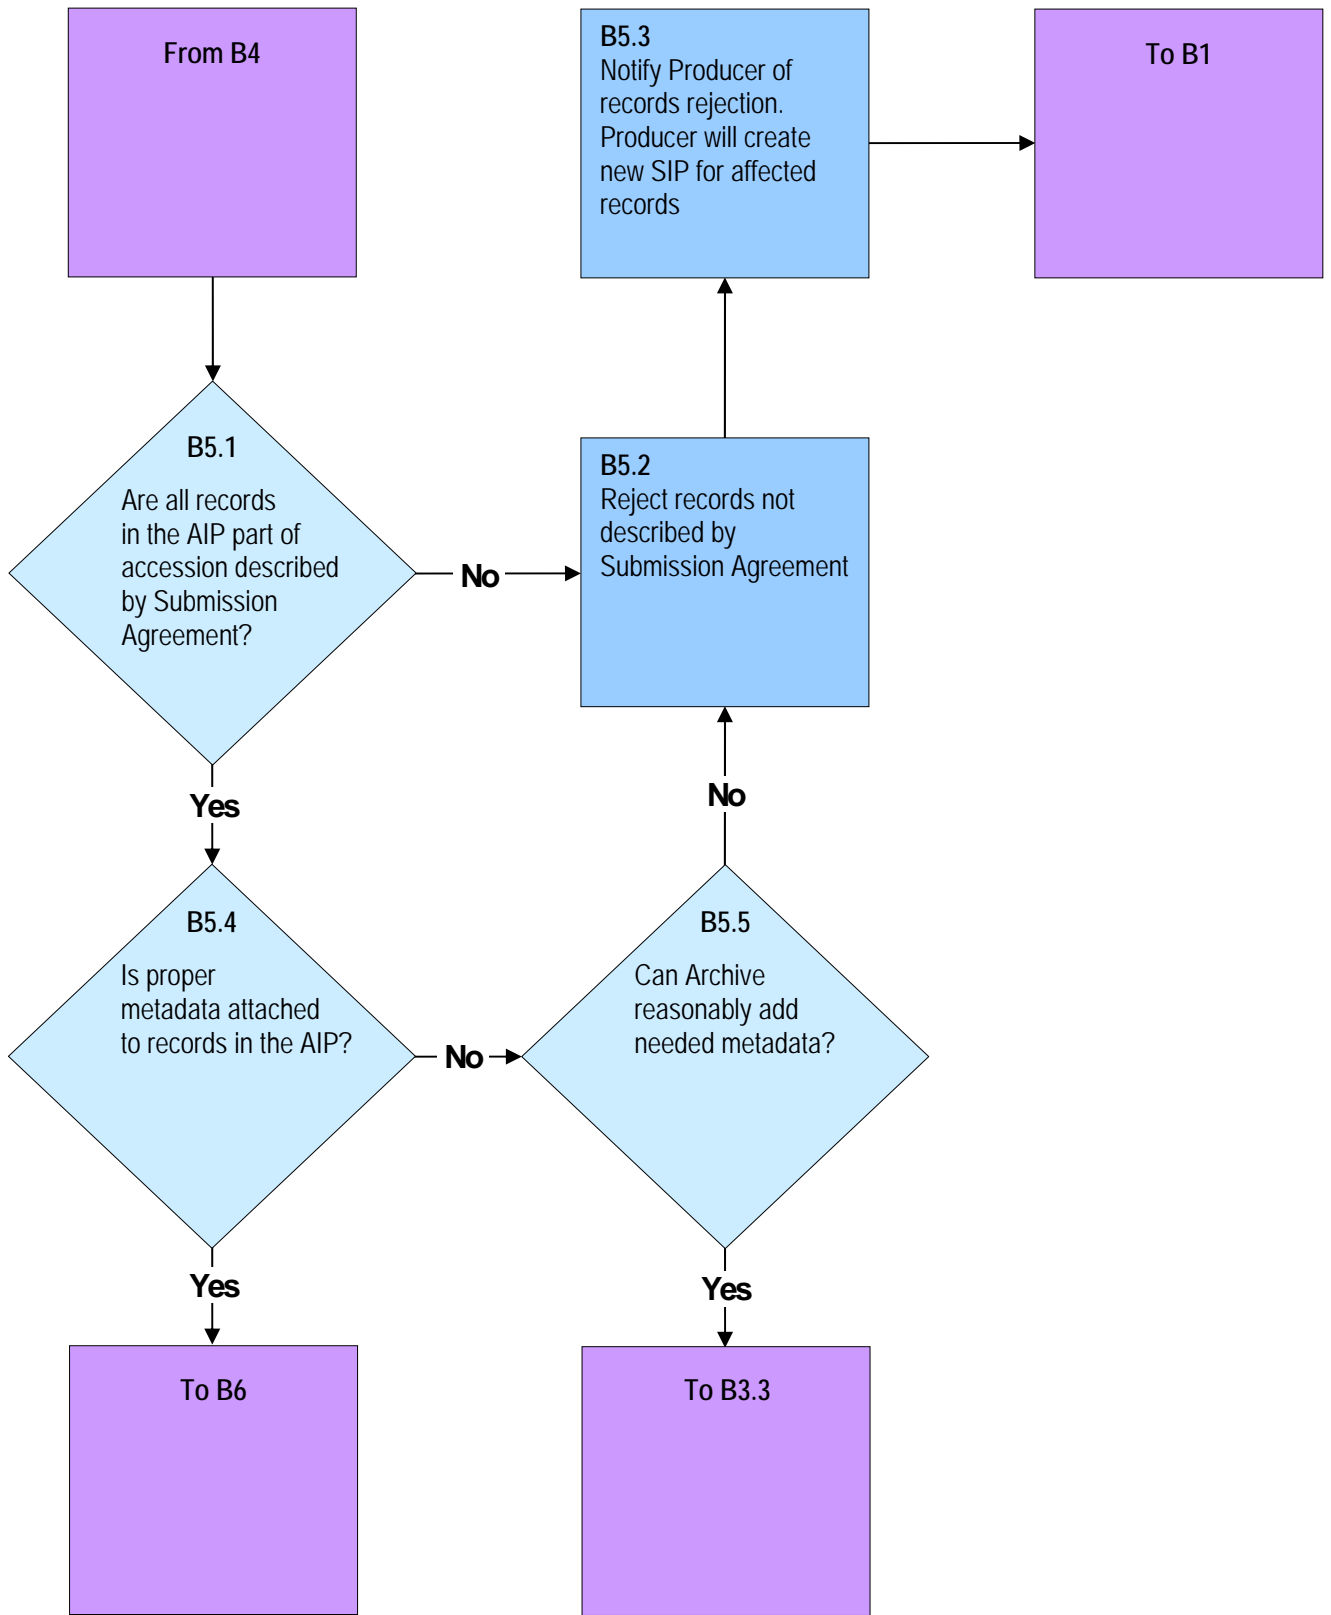 From B4
B5.3
Notify Producer of
records rejection.
Producer will create
new SIP for affected
records
To B1
B5.1
Are all records
in the AIP part of
accession described
by Submission
Agreement?
No
B5.2
Reject records not
described by
Submission Agreement
Yes
No
B5.4
Is proper
metadata attached
to records in the AIP?
No
B5.5
Can Archive
reasonably add
needed metadata?
Yes
Yes
To B6
To B3.3